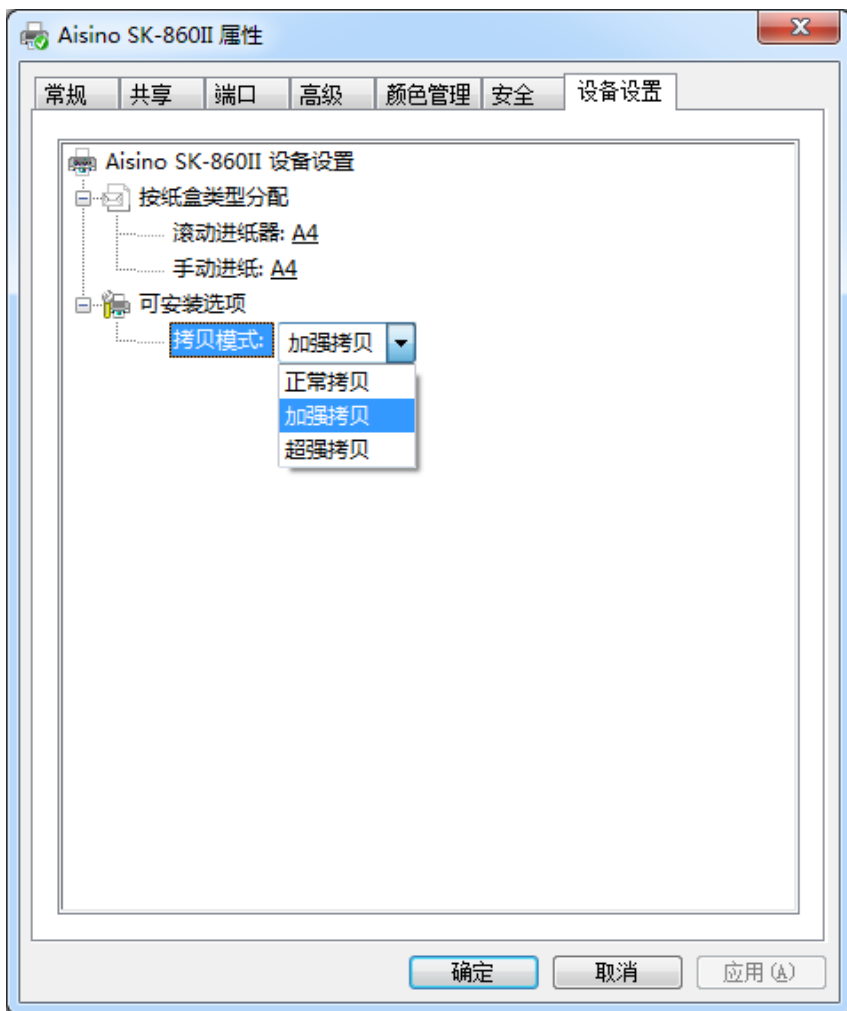 Aisino SK-860II 属性
常规 共享 端口 高级 颜色管理 安全 设备设置
Aisino SK-860II 设备设置
按纸盒类型分配
滚动进纸器: A4
手动进纸: A4
可安装选项
拷贝模式: 加强拷贝
正常拷贝
加强拷贝
超强拷贝
确定 取消 应用(A)